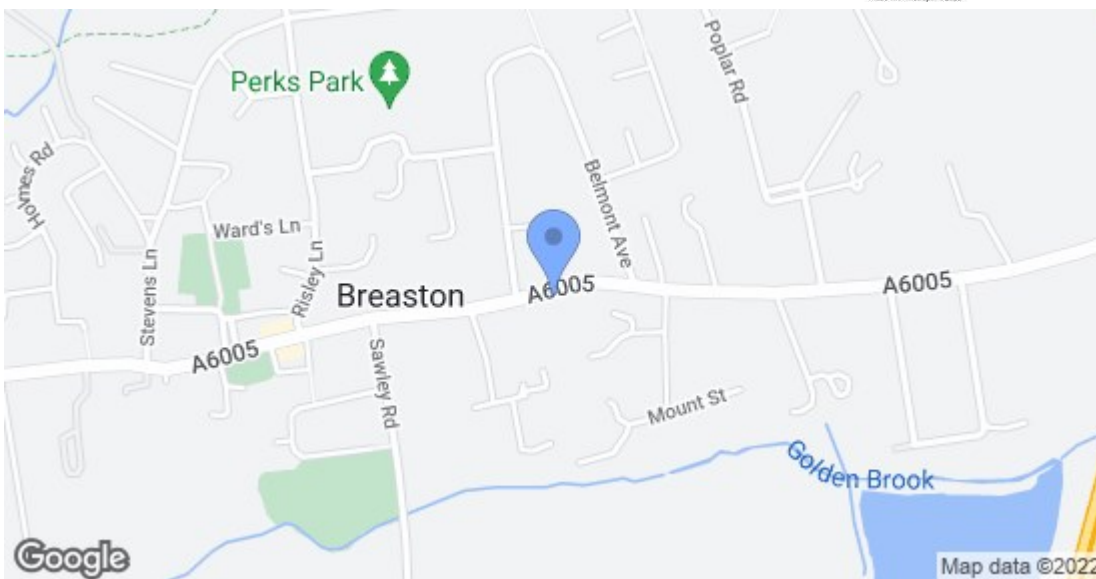 Perks Park
Poplar Rd
Holmes Rd
Belmont Ave
Ward's Ln
Stevens Ln
Risley Ln
Breaston
A6005
A6005
A6005
Sawley Rd
Mount St
Golden Brook
Google
Map data ©2022